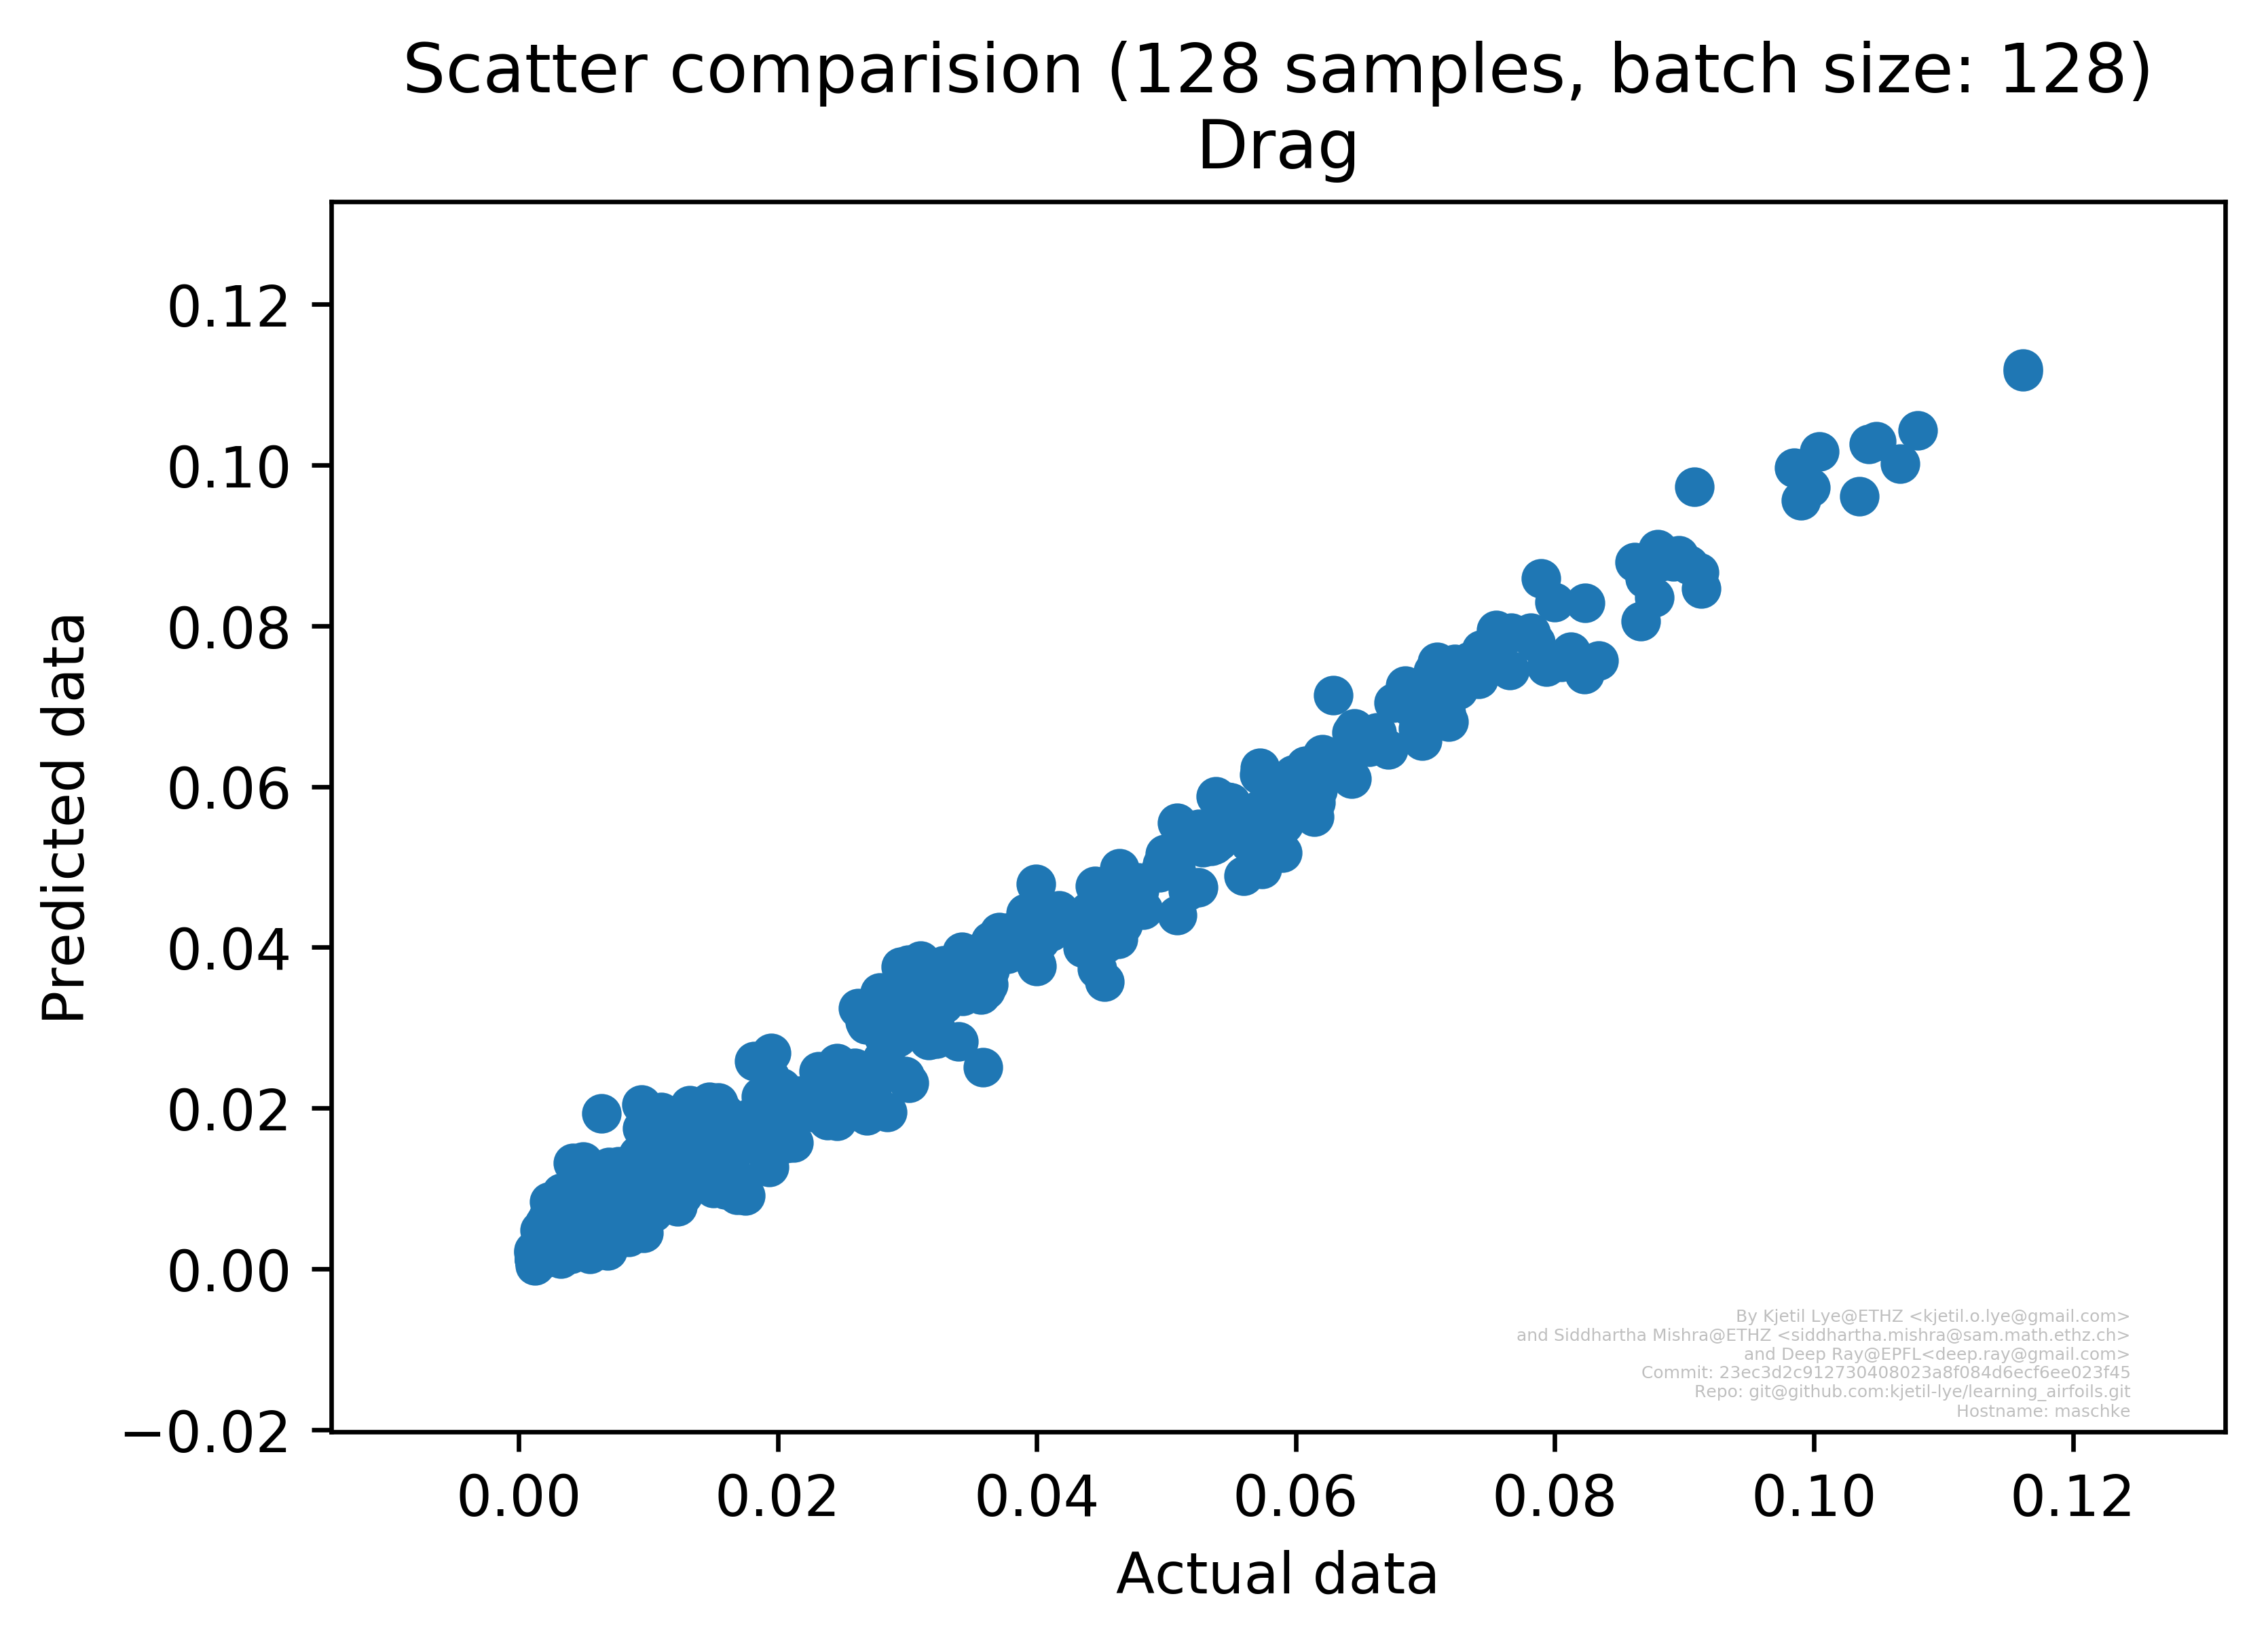 Scatter comparision (128 samples, batch size: 128)
Drag
0.12
0.10
0.08
0.06
0.04
0.02
0.00
−0.02
Predicted data
0.00 0.02 0.04 0.06 0.08 0.10 0.12
Actual data
By Kjetil Lye@ETHZ <kjetil.o.lye@gmail.com>
and Siddhartha Mishra@ETHZ <siddhartha.mishra@sam.math.ethz.ch>
and Deep Ray@EPFL<deep.ray@gmail.com>
Commit: 23ec3d2c912730408023a8f084d6ecf6ee023f45
Repo: git@github.com:kjetil-lye/learning_airfoils.git
Hostname: maschke